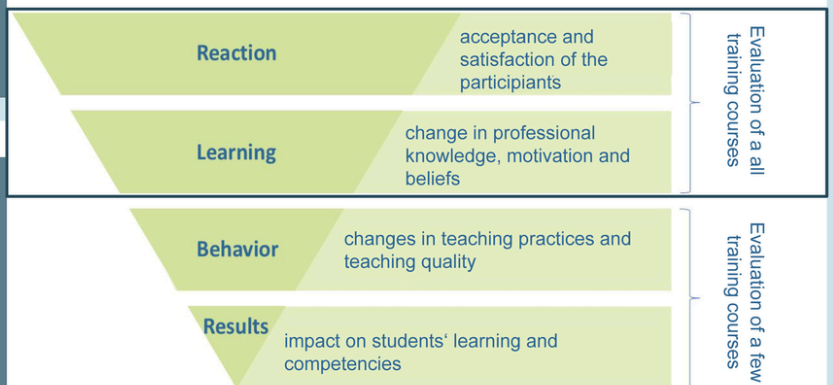 Reaction
acceptance and
satisfaction of the
participiants
Evaluation of a all
training courses
Learning
change in professional
knowledge, motivation and
beliefs
Behavior
changes in teaching practices and
teaching quality
Evaluation of a few
training courses
Results
impact on students‘ learning and
competencies